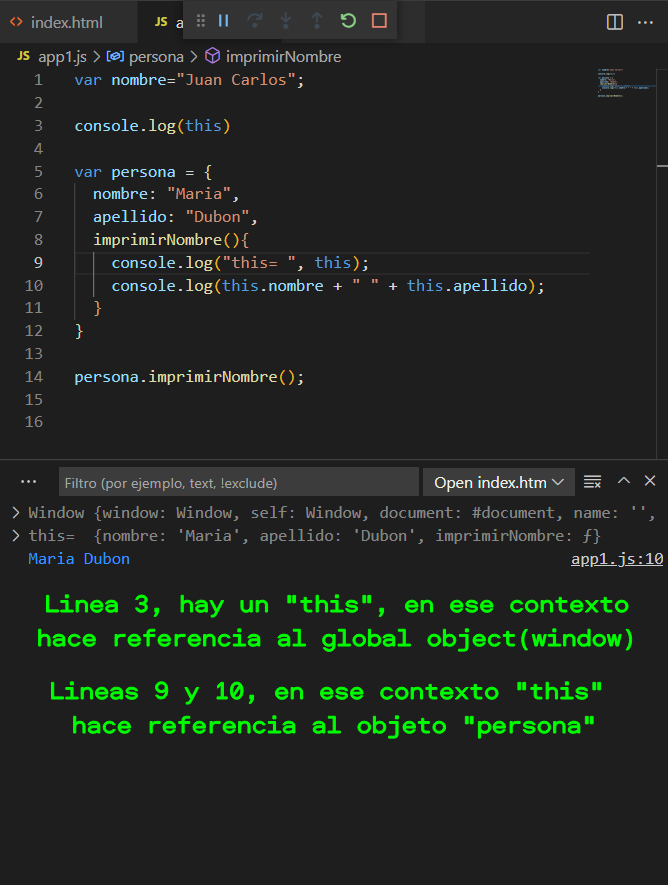 index.html
JS a
JS app1.js > persona > imprimirNombre
1 var nombre="Juan Carlos";
2
3 console.log(this)
4
5 var persona = {
6 nombre: "Maria",
7 apellido: "Dubon",
8 imprimirNombre(){
9 console.log("this= ", this);
10 console.log(this.nombre + " " + this.apellido);
11 }
12 }
13
14 persona.imprimirNombre();
15
16
Filtro (por ejemplo, text, !exclude) Open index.htm
> Window {window: Window, self: Window, document: #document, name: '',
> this= {nombre: 'Maria', apellido: 'Dubon', imprimirNombre: ƒ}
Maria Dubon app1.js:10
Linea 3, hay un "this", en ese contexto
hace referencia al global object(window)
Lineas 9 y 10, en ese contexto "this"
hace referencia al objeto "persona"